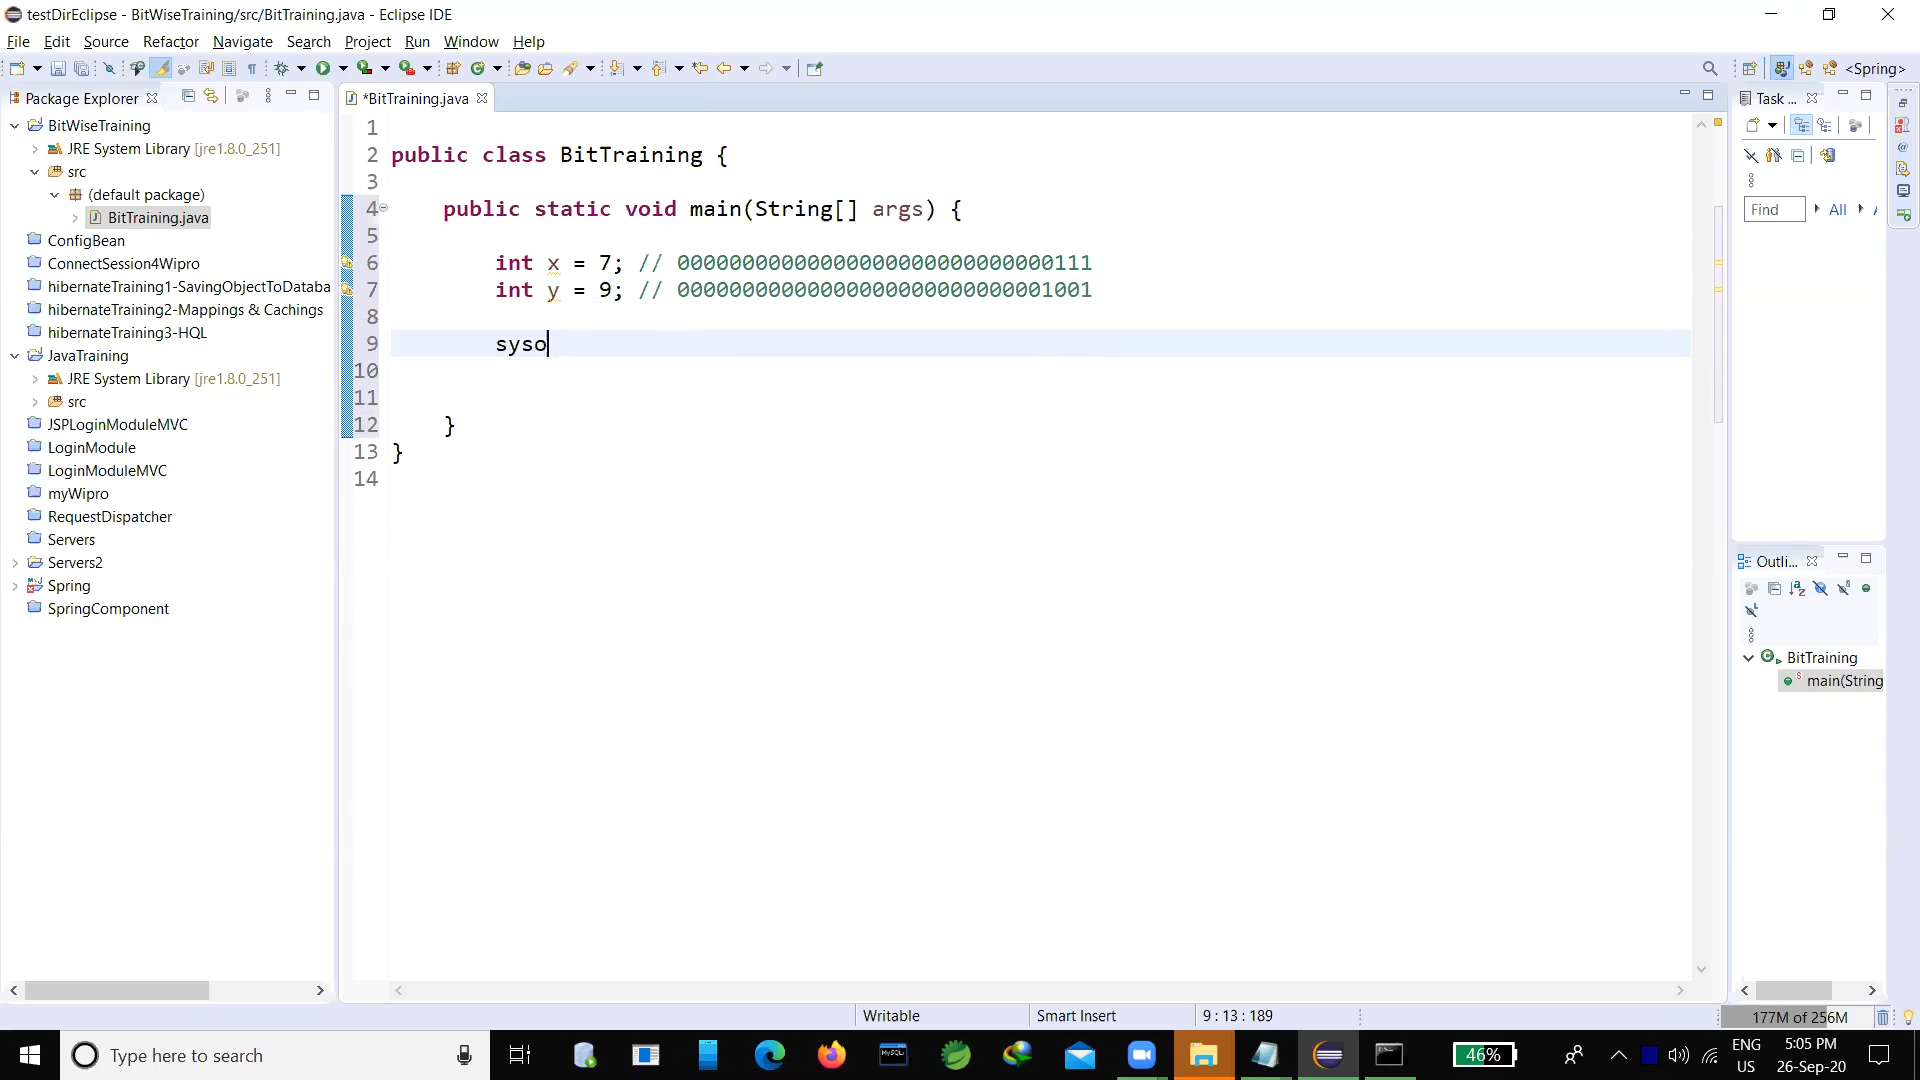 testDirEclipse - BitWiseTraining/src/BitTraining.java - Eclipse IDE
File Edit Source Refactor Navigate Search Project Run Window Help
<Spring>
Package Explorer
BitWiseTraining
JRE System Library [jre1.8.0_251]
src
(default package)
BitTraining.java
ConfigBean
ConnectSession4Wipro
hibernateTraining1-SavingObjectToDataba
hibernateTraining2-Mappings & Cachings
hibernateTraining3-HQL
JavaTraining
JRE System Library [jre1.8.0_251]
src
JSPLoginModuleMVC
LoginModule
LoginModuleMVC
myWipro
RequestDispatcher
Servers
Servers2
Spring
SpringComponent
*BitTraining.java
1
2 public class BitTraining {
3
4 public static void main(String[] args) {
5
6 int x = 7; // 00000000000000000000000000000111
7 int y = 9; // 00000000000000000000000000001001
8
9 syso
10
11
12 }
13 }
14
Task ...
Find All
Outli...
BitTraining
main(String
Writable Smart Insert 9 : 13 : 189 177M of 256M
Type here to search
MySQL
46%
ENG
US
5:05 PM
26-Sep-20